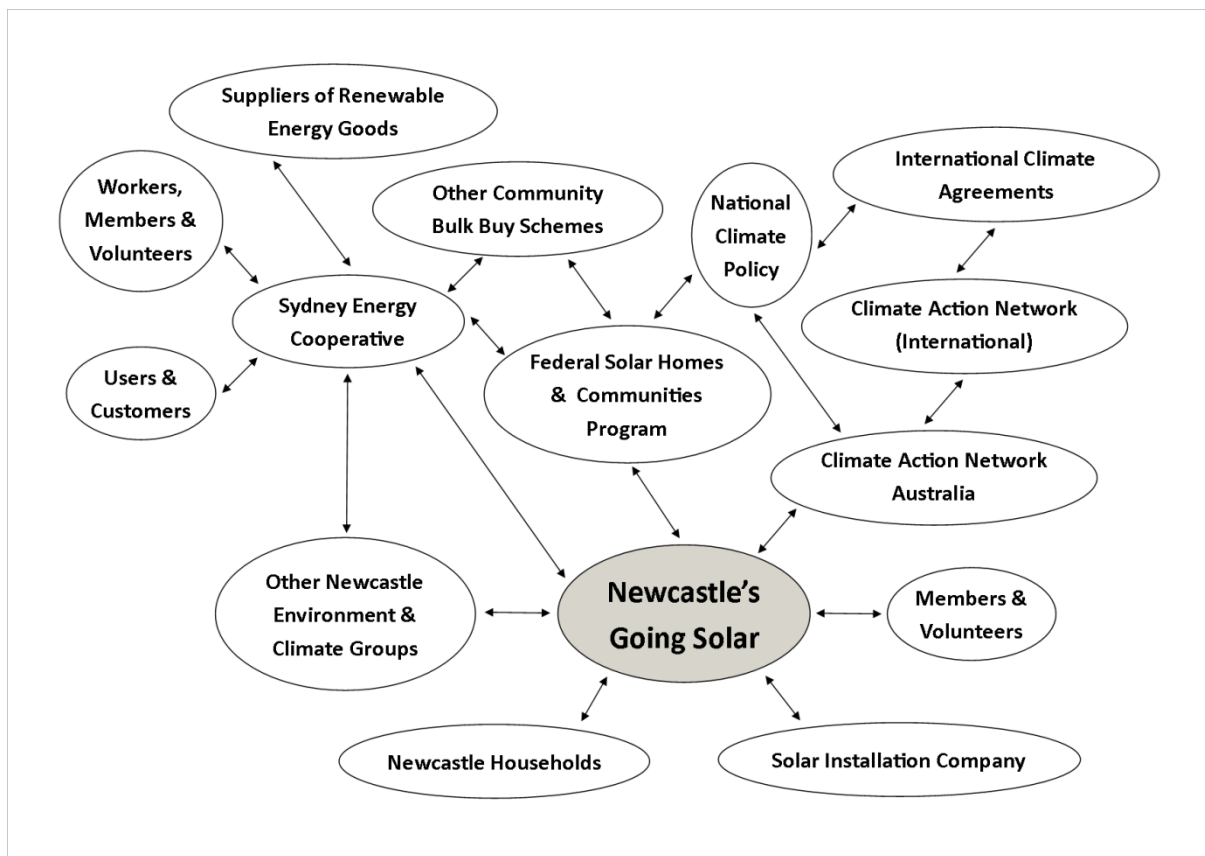 Suppliers of Renewable
Energy Goods
Workers,
Members &
Volunteers
Other Community
Bulk Buy Schemes
National
Climate
Policy
International Climate
Agreements
Sydney Energy
Cooperative
Climate Action Network
(International)
Users &
Customers
Federal Solar Homes
& Communities
Program
Climate Action Network
Australia
Other Newcastle
Environment &
Climate Groups
Newcastle's
Going Solar
Members &
Volunteers
Newcastle Households
Solar Installation Company